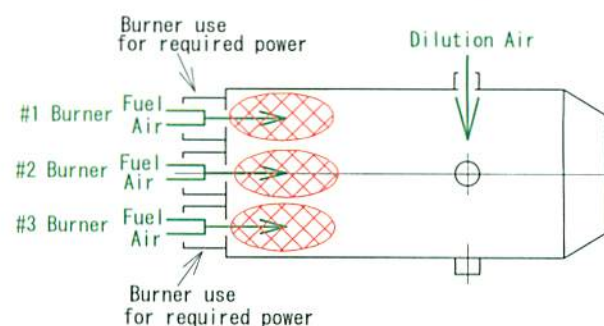 Burner use
for required power
Dilution Air
#1 Burner Fuel
Air
#2 Burner Fuel
Air
#3 Burner Fuel
Air
Burner use
for required power